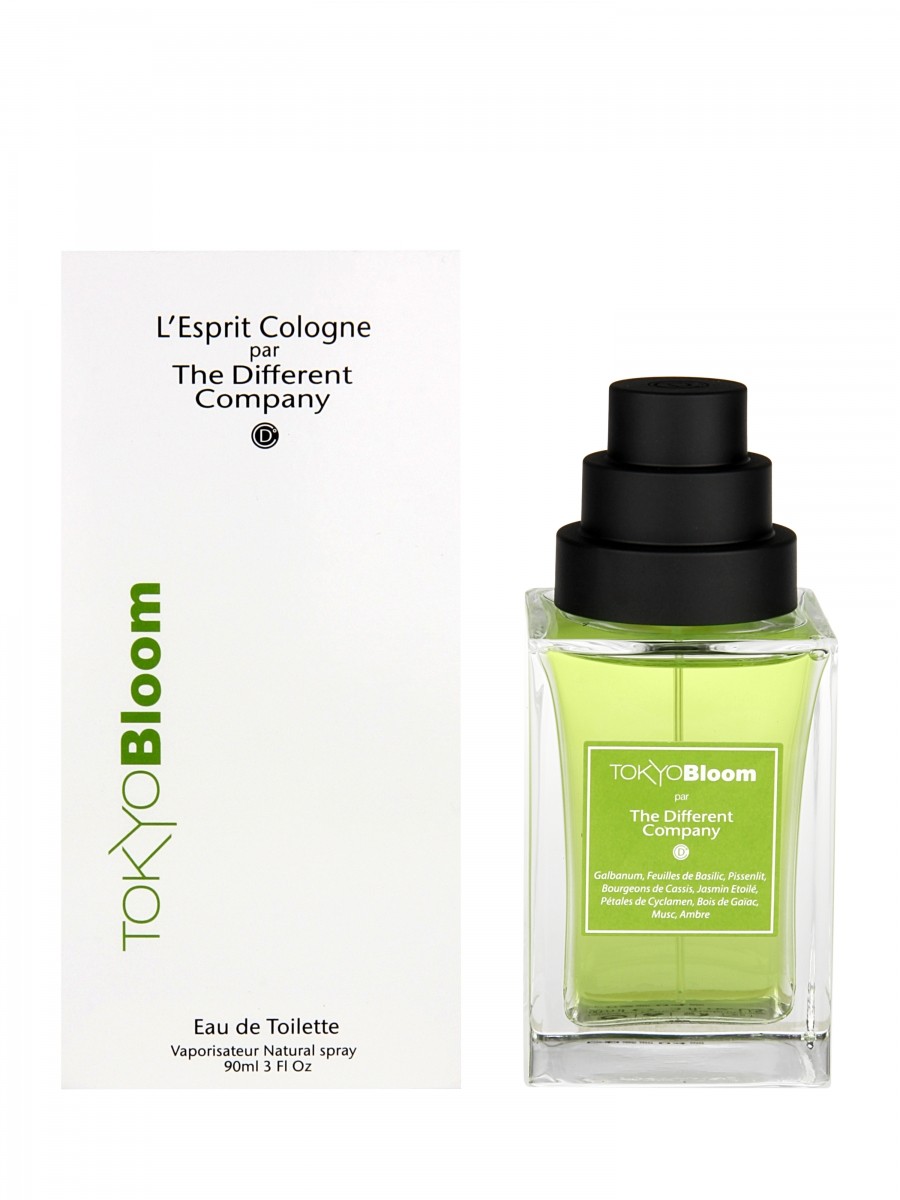 L'Esprit Cologne
par
The Different
Company
TOKYOBloom
Eau de Toilette
Vaporisateur Natural spray
90ml 3 Fl Oz
TOKYOBloom
par
The Different
Company
Galbanum, Feuilles de Basilic, Pissenlit,
Bourgeons de Cassis, Jasmin Etoilé,
Pétales de Cyclamen, Bois de Gaïac,
Musc, Ambre